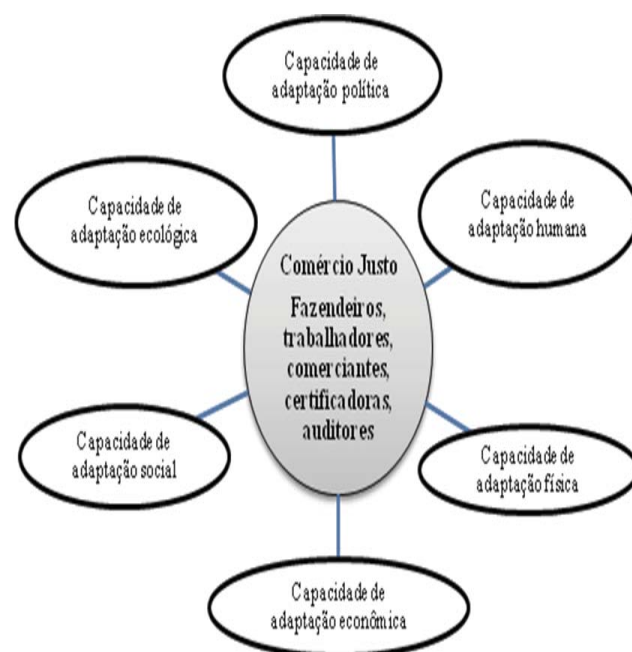 Capacidade de
adaptação política
Capacidade de
adaptação ecológica
Capacidade de
adaptação humana
Comércio Justo
Fazendeiros,
trabalhadores,
comerciantes,
certificadoras,
auditores
Capacidade de
adaptação social
Capacidade de
adaptação física
Capacidade de
adaptação econômica